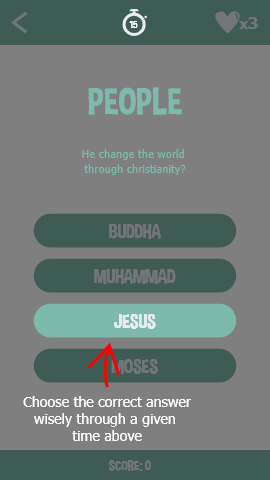 15
x3
PEOPLE
He change the world
through christianity?
BUDDHA
MUHAMMAD
JESUS
MOSES
Choose the correct answer
wisely through a given
time above
SCORE: 0